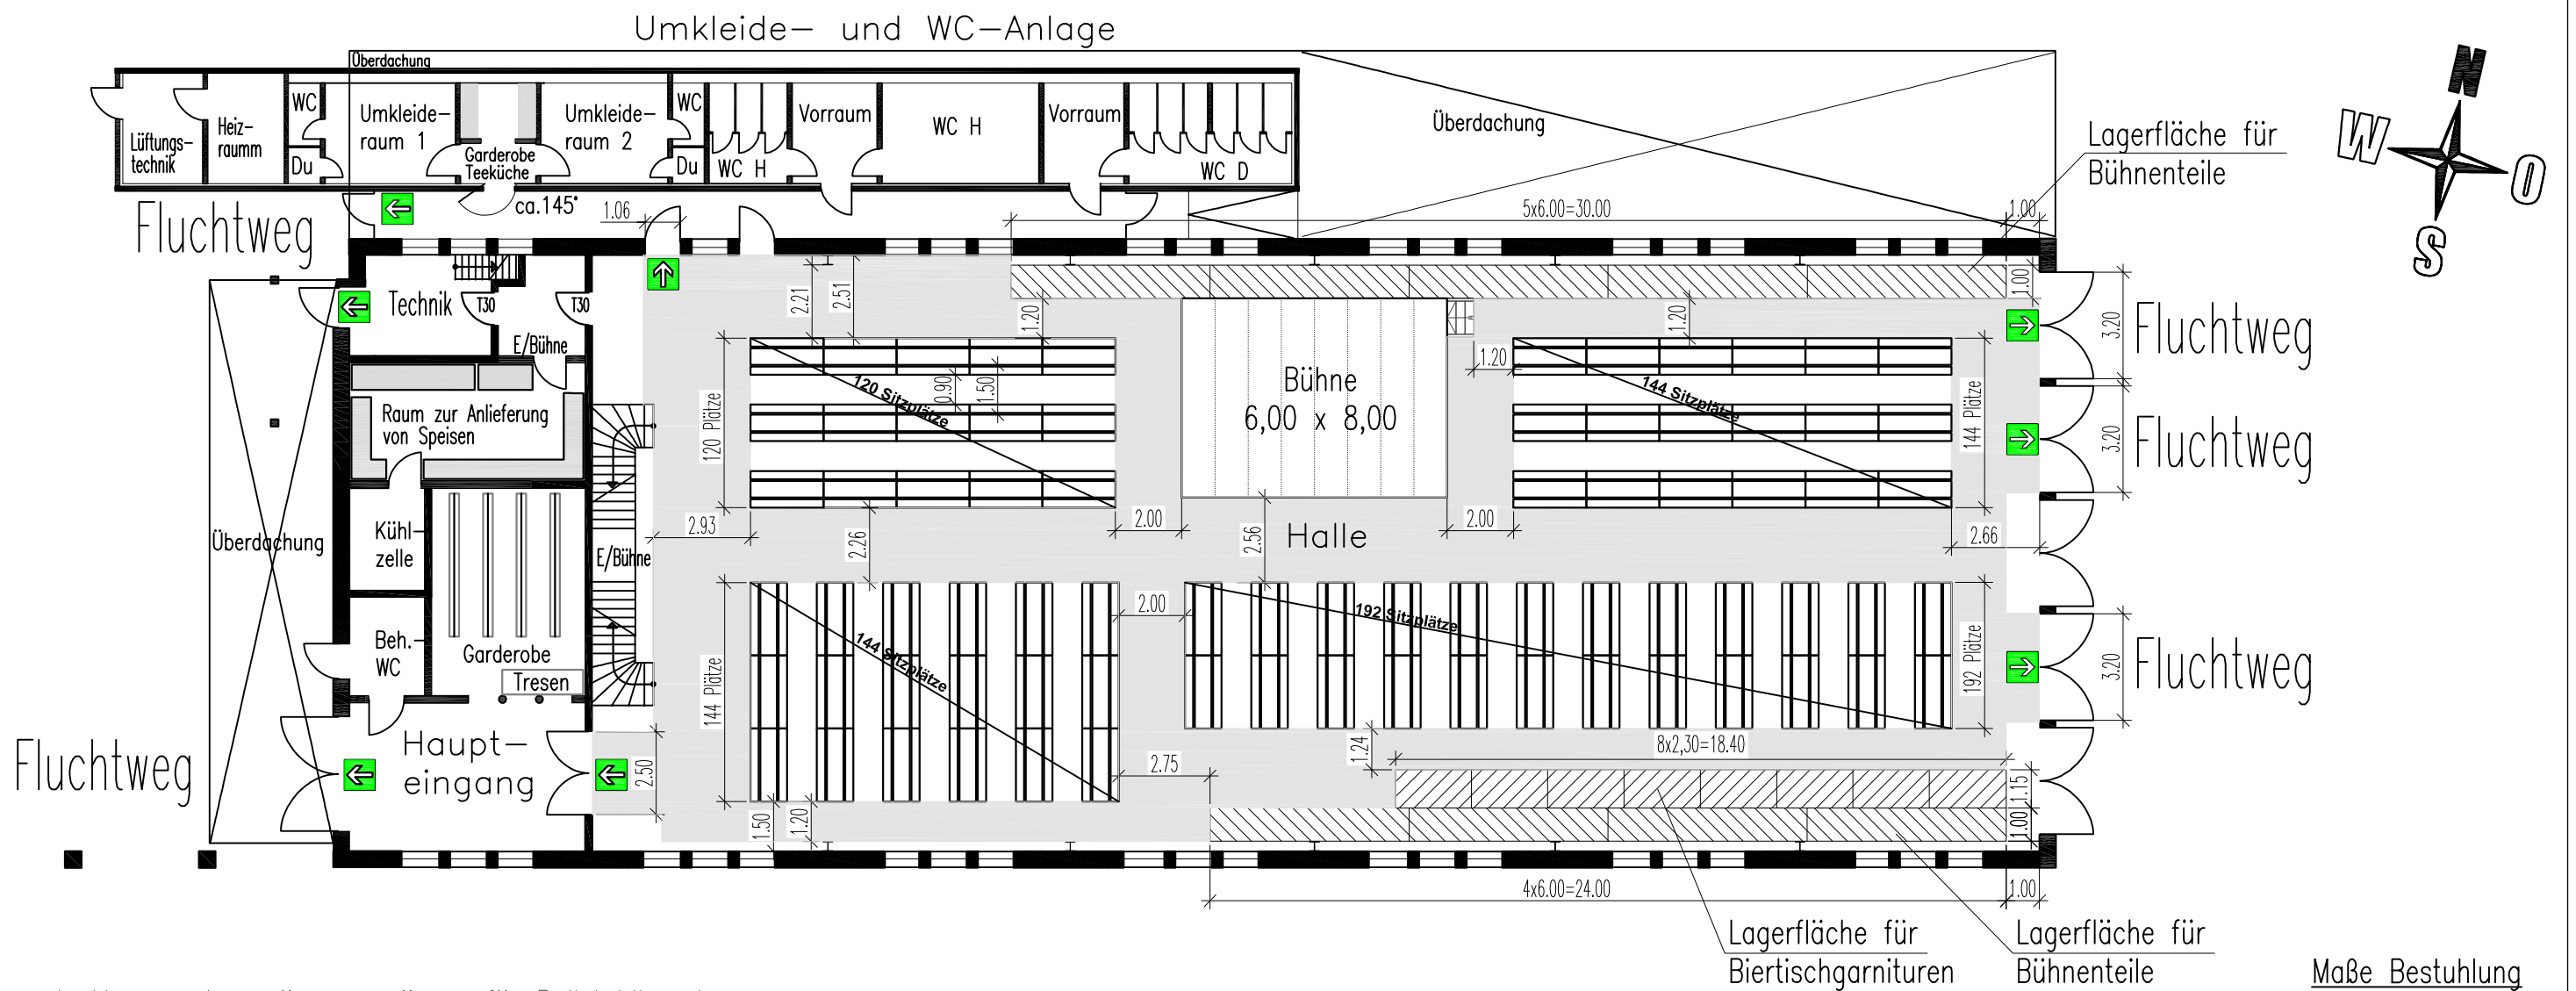 Umkleide- und WC-Anlage
Überdachung
N
W
O
S
WC
Umkleide-
raum 1
Umkleide-
raum 2
WC
Vorraum
WC H
Vorraum
Überdachung
Lagerfläche für
Bühnenteile
Lüftungs-
technik
Heiz-
raumm
Du
Garderobe
Teeküche
Du
WC H
WC D
Fluchtweg
ca.145°
1.06
5x6.00=30.00
1.00
Technik
T30
T30
E/Bühne
2.21
2.51
1.20
1.20
1.00
3.20
Fluchtweg
1.20
Bühne
6,00 x 8,00
120 Plätze
120 Sitzplätze
0.90
1.50
144 Sitzplätze
144 Plätze
3.20
Fluchtweg
Raum zur Anlieferung
von Speisen
2.93
2.26
2.00
2.56
Halle
2.00
2.66
Überdachung
Kühl-
zelle
E/Bühne
Beh.-
WC
Garderobe
Tresen
144 Plätze
144 Sitzplätze
2.00
192 Sitzplätze
192 Plätze
3.20
Fluchtweg
Fluchtweg
Haupt-
eingang
2.50
2.75
1.24
8x2,30=18.40
1.15
1.50
1.20
1.00
4x6.00=24.00
1.00
Lagerfläche für
Biertischgarnituren
Lagerfläche für
Bühnenteile
Maße Bestuhlung